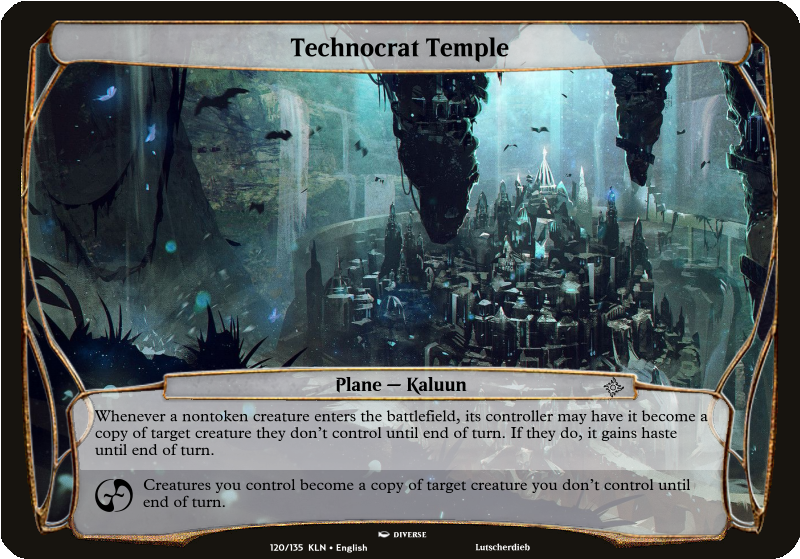 Technocrat Temple
Plane — Kaluun
Whenever a nontoken creature enters the battlefield, its controller may have it become a
copy of target creature they don't control until end of turn. If they do, it gains haste
until end of turn.
Creatures you control become a copy of target creature you don't control until
end of turn.
DIVERSE
120/135 KLN • English
Lutscherdieb